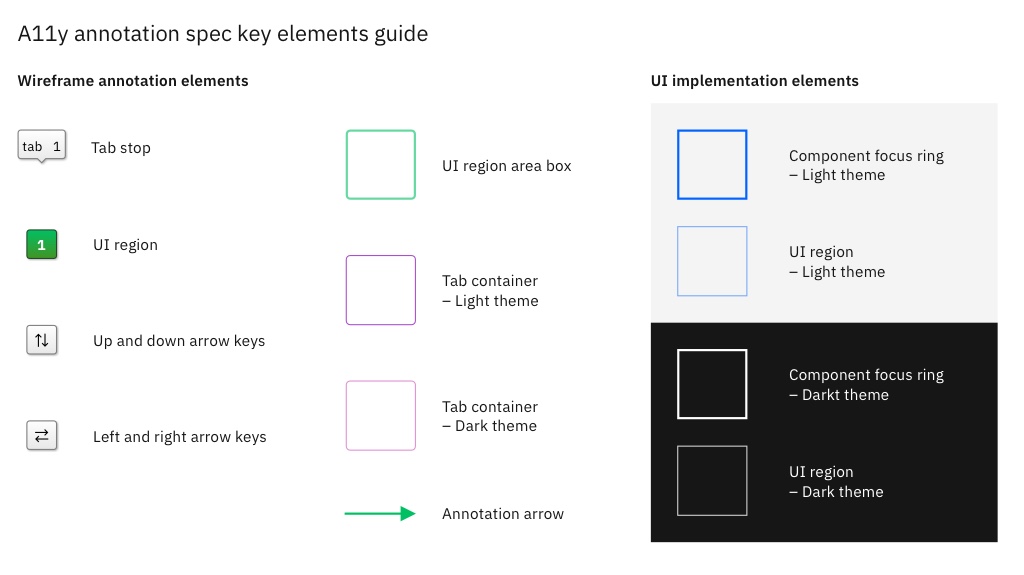 A11y annotation spec key elements guide
Wireframe annotation elements
tab 1
Tab stop
1
UI region
Up and down arrow keys
Left and right arrow keys
UI region area box
Tab container
– Light theme
Tab container
– Dark theme
Annotation arrow
UI implementation elements
Component focus ring
– Light theme
UI region
– Light theme
Component focus ring
– Darkt theme
UI region
– Dark theme